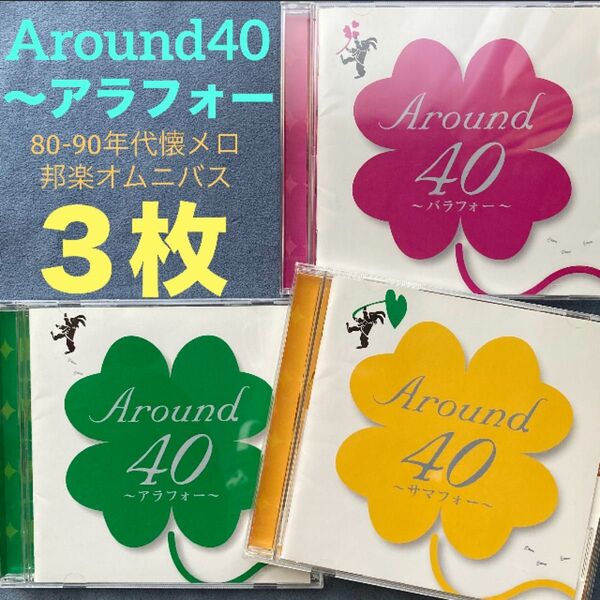 Around40
〜アラフォー
80-90年代懐メロ
邦楽オムニバス
3枚
Around
40
〜バラフォー〜
Around
40
〜アラフォー〜
Around
40
〜サマフォー〜